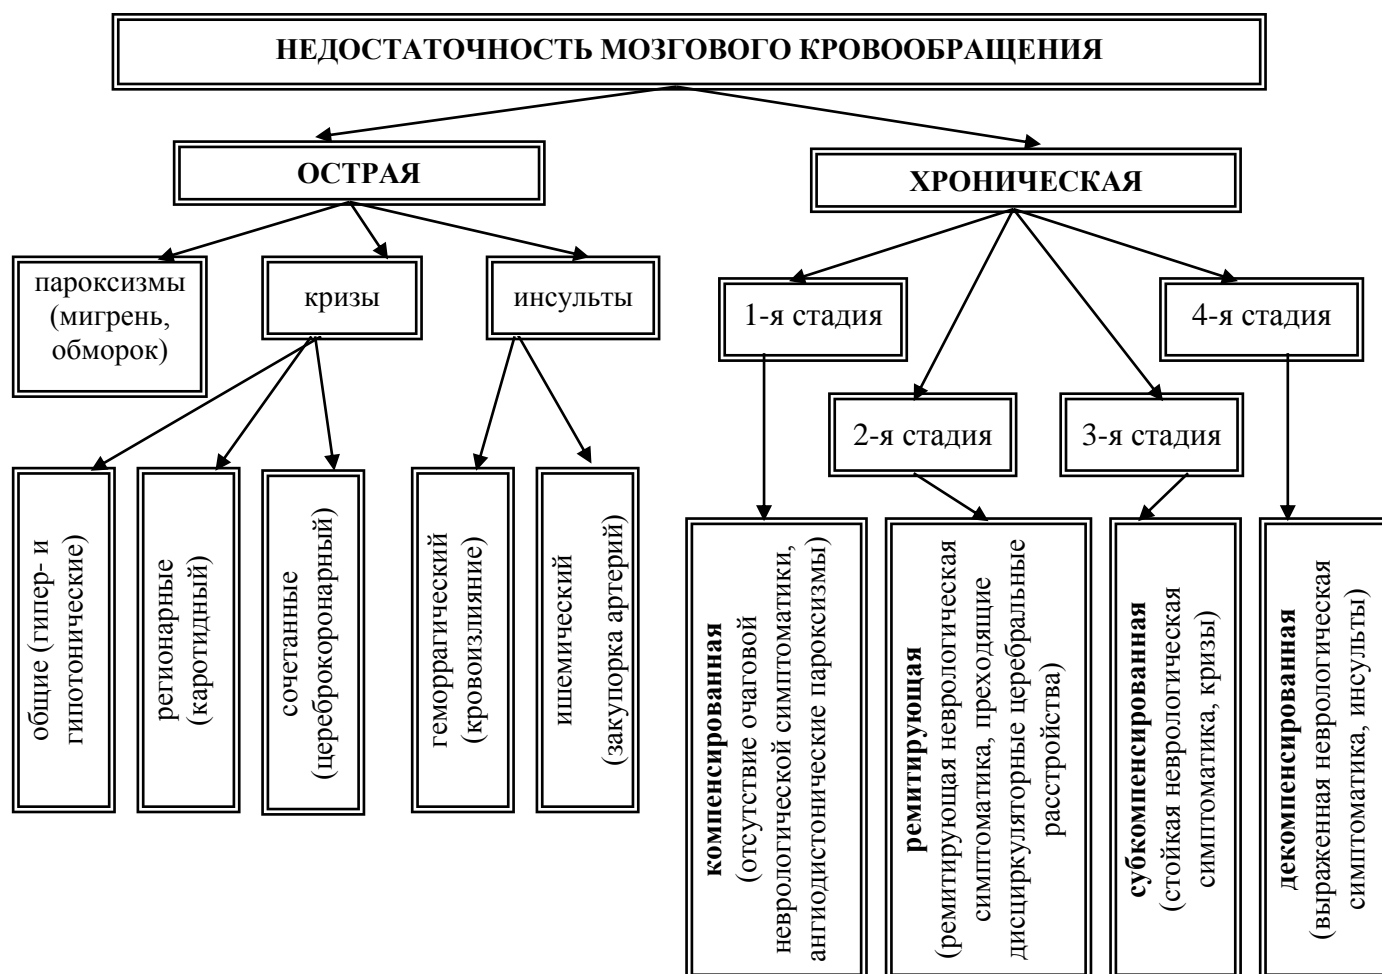 НЕДОСТАТОЧНОСТЬ МОЗГОВОГО КРОВООБРАЩЕНИЯ
ОСТРАЯ
ХРОНИЧЕСКАЯ
пароксизмы
(мигрень,
обморок)
кризы
инсульты
1-я стадия
4-я стадия
2-я стадия
3-я стадия
общие (гипер- и
гипотонические)
регионарные
(каротидный)
сочетанные
(цереброкоронарный)
геморрагический
(кровоизлияние)
ишемический
(закупорка артерий)
компенсированная
(отсутствие очаговой
неврологической симптоматики,
ангиодистонические пароксизмы)
ремитирующая
(ремитирующая неврологическая
симптоматика, преходящие
дисциркуляторные церебральные
расстройства)
субкомпенсированная
(стойкая неврологическая
симптоматика, кризы)
декомпенсированная
(выраженная неврологическая
симптоматика, инсульты)